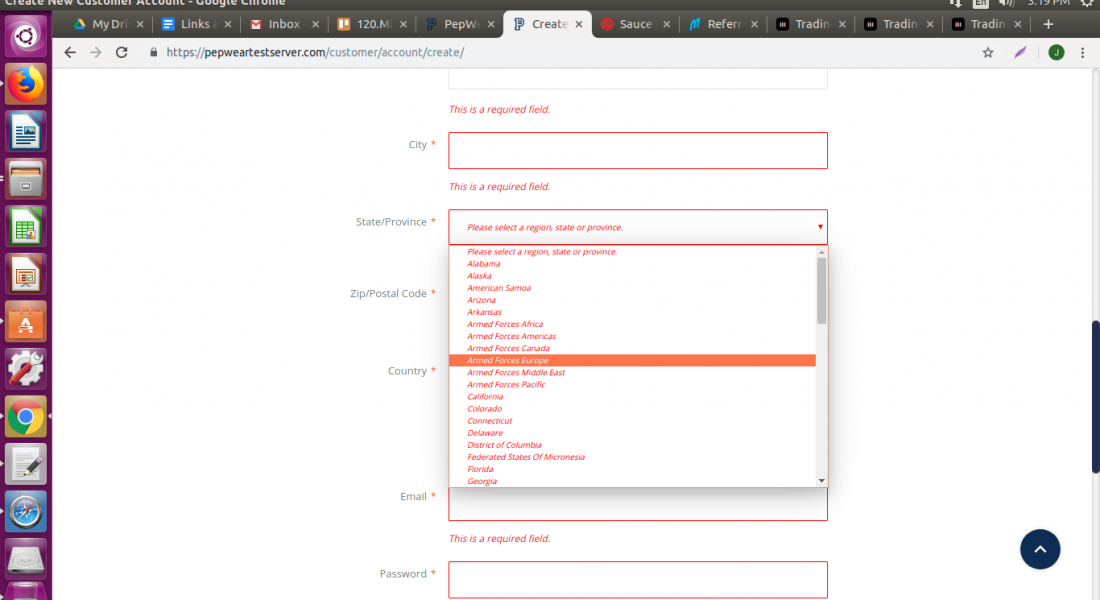 Create New Customer Account - Google Chrome
En
3:19 PM
My Dri
Links a
Inbox
120.M
PepWe
Create
Sauce
Referr
Tradin
Tradin
Tradin
https://pepweartestserver.com/customer/account/create/
J
This is a required field.
City *
This is a required field.
State/Province *
Please select a region, state or province.
Please select a region, state or province.
Alabama
Alaska
American Samoa
Zip/Postal Code *
Arizona
Arkansas
Armed Forces Africa
Armed Forces Americas
Armed Forces Canada
Armed Forces Europe
Country *
Armed Forces Middle East
Armed Forces Pacific
California
Colorado
Connecticut
Delaware
District of Columbia
Federated States Of Micronesia
Florida
Georgia
Email *
This is a required field.
Password *